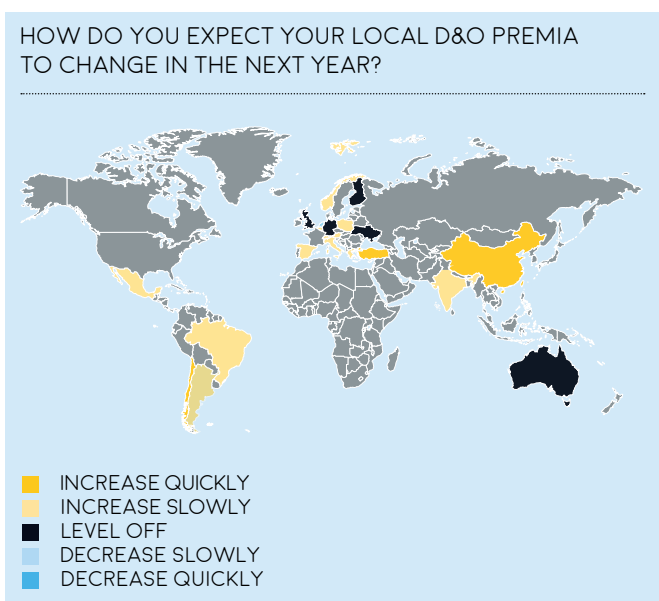 HOW DO YOU EXPECT YOUR LOCAL D&O PREMIA
TO CHANGE IN THE NEXT YEAR?
INCREASE QUICKLY
INCREASE SLOWLY
LEVEL OFF
DECREASE SLOWLY
DECREASE QUICKLY